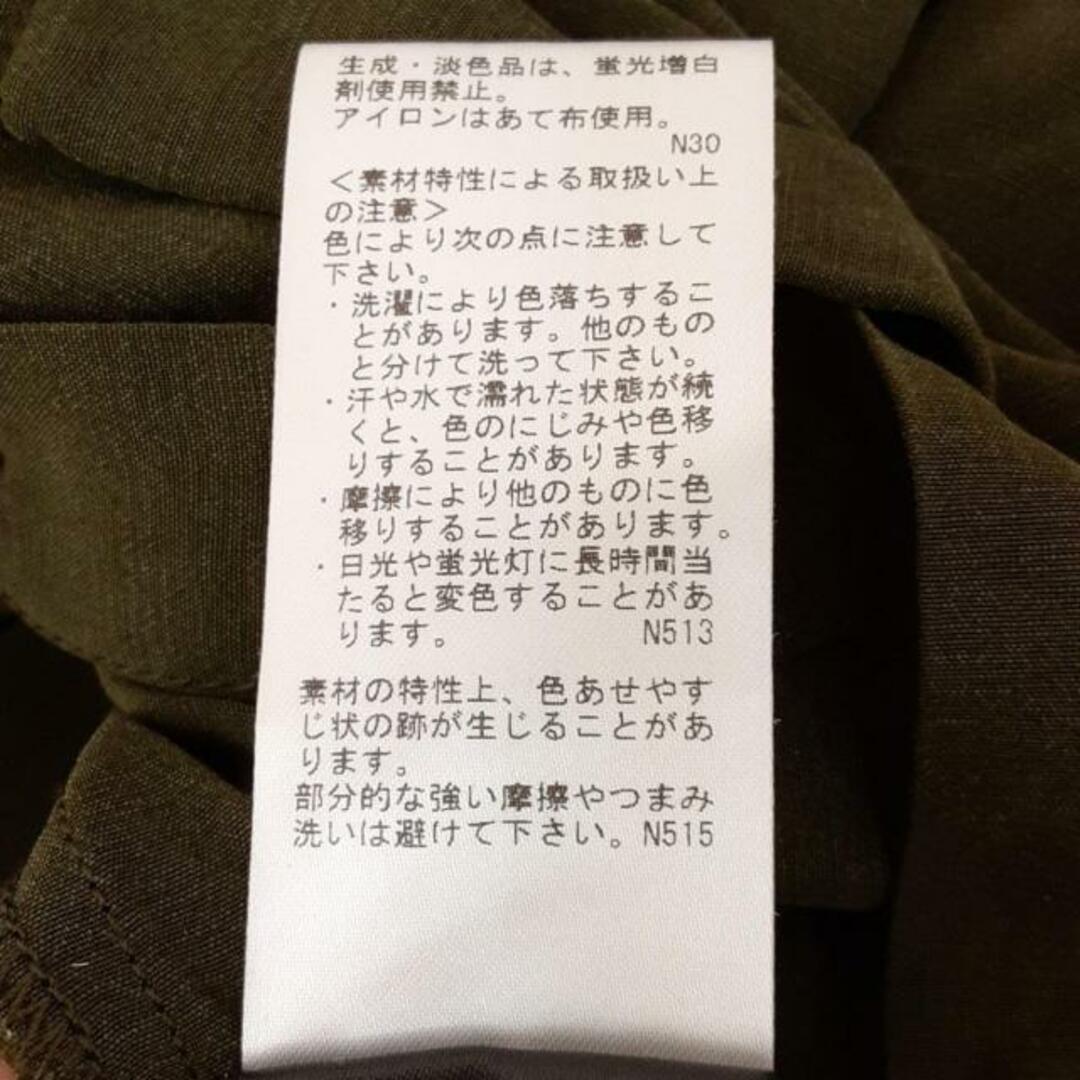 生成・淡色品は、蛍光増白
剤使用禁止。
アイロンはあて布使用。
N30
＜素材特性による取扱い上
の注意＞
色により次の点に注意して
下さい。
・洗濯により色落ちするこ
とがあります。他のもの
と分けて洗って下さい。
・汗や水で濡れた状態が続
くと、色のにじみや色移
りすることがあります。
・摩擦により他のものに色
移りすることがあります。
・日光や蛍光灯に長時間当
たると変色することがあ
ります。 N513
素材の特性上、色あせやす
じ状の跡が生じることがあ
ります。
部分的な強い摩擦やつまみ
洗いは避けて下さい。N515